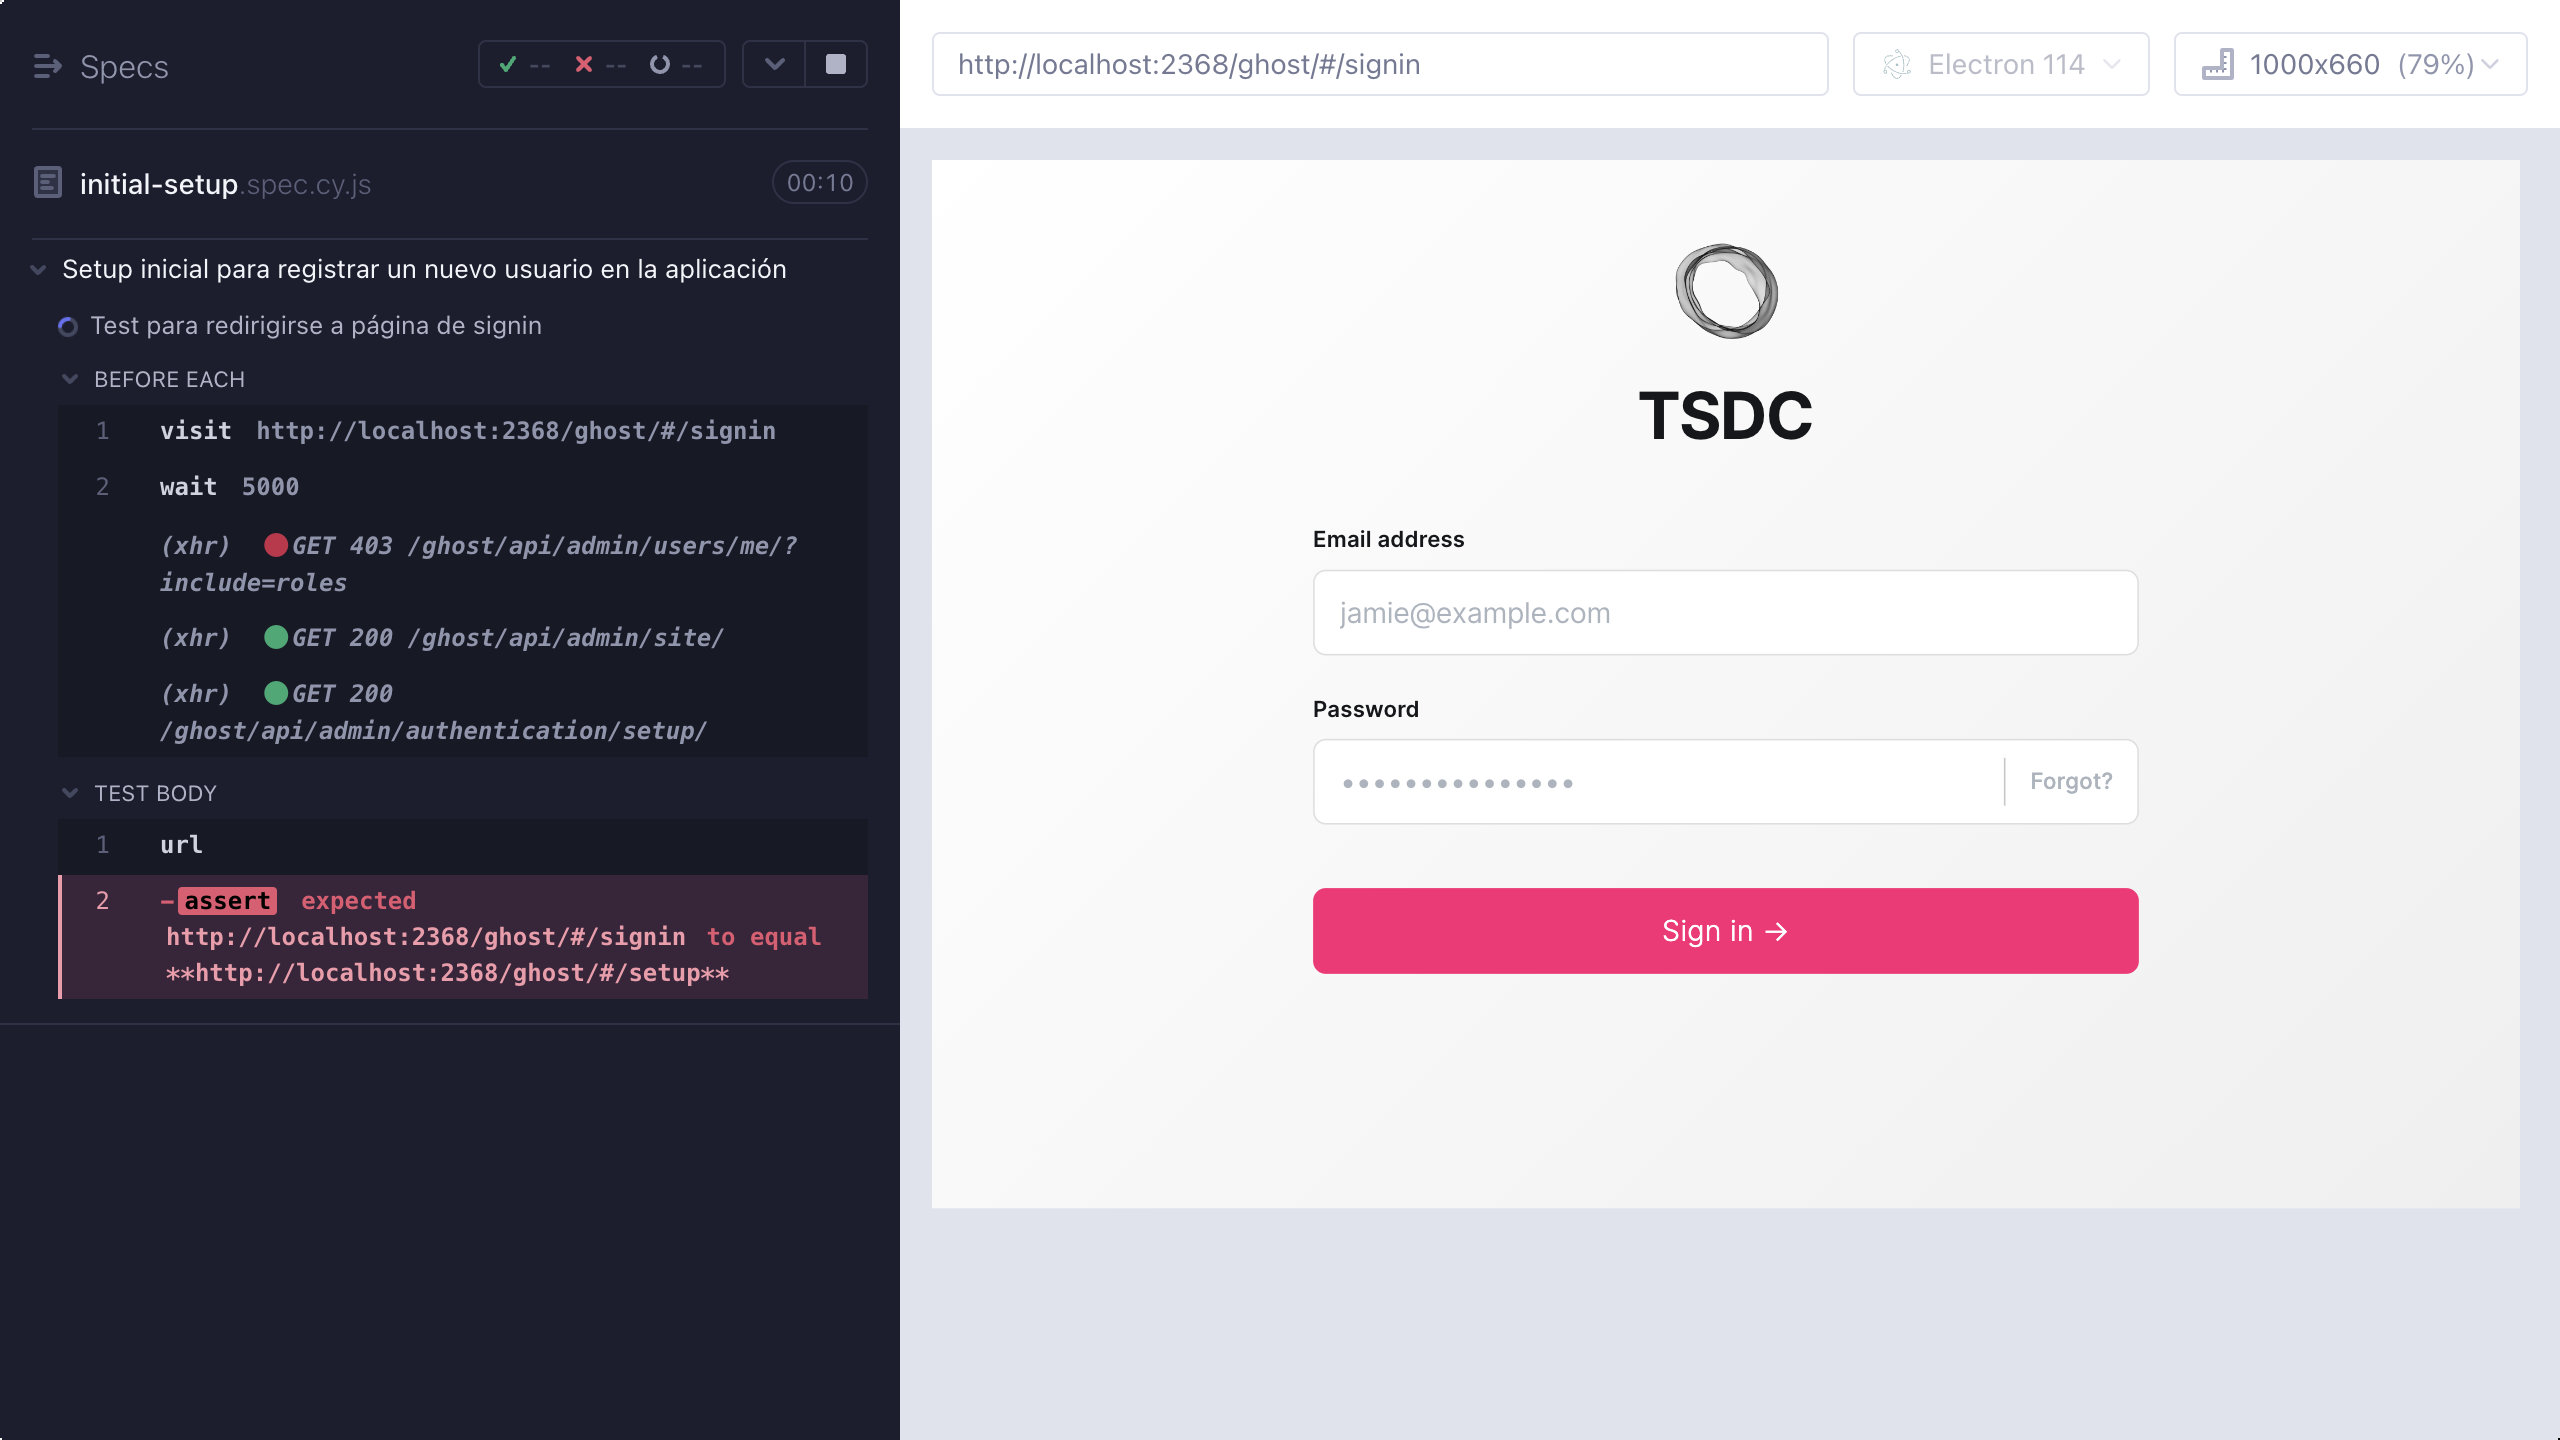 Specs
-- -- --
initial-setup.spec.cy.js
00:10
Setup inicial para registrar un nuevo usuario en la aplicación
Test para redirigirse a página de signin
BEFORE EACH
1 visit http://localhost:2368/ghost/#/signin
2 wait 5000
(xhr) GET 403 /ghost/api/admin/users/me/?
include=roles
(xhr) GET 200 /ghost/api/admin/site/
(xhr) GET 200
/ghost/api/admin/authentication/setup/
TEST BODY
1 url
2 -assert expected
http://localhost:2368/ghost/#/signin to equal
**http://localhost:2368/ghost/#/setup**
http://localhost:2368/ghost/#/signin
Electron 114
1000x660 (79%)
TSDC
Email address
jamie@example.com
Password
•••••••••••••••
Forgot?
Sign in →